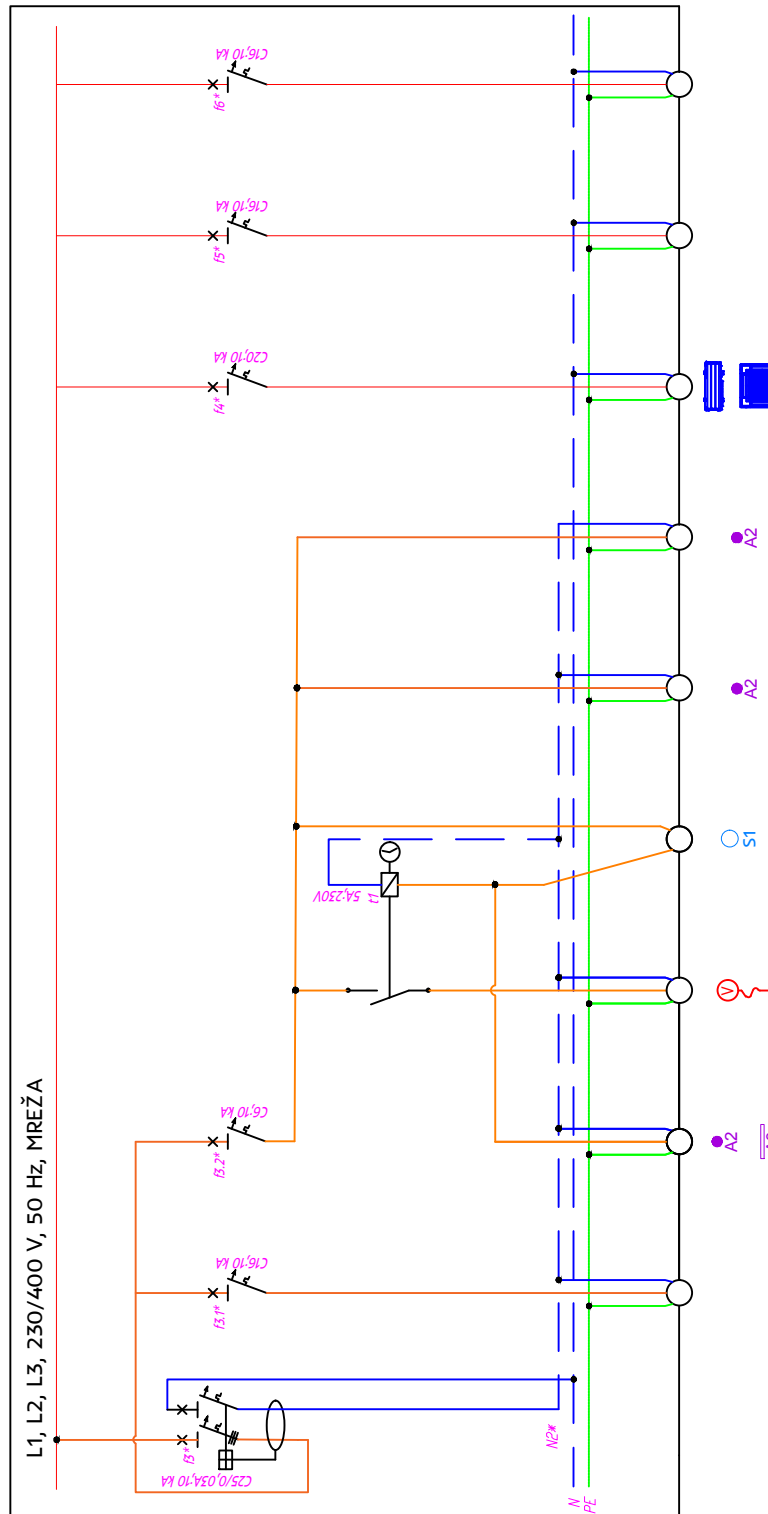 L1, L2, L3, 230/400 V, 50 Hz, MREŽA
f3*
C25/0,03A;10 kA
f3.1*
C16;10 kA
f3.2*
C6;10 kA
t1
5A;230V
f4*
C20;10 kA
f5*
C16;10 kA
f6*
C16;10 kA
N2*
N
PE
A2
V
S1
A2
A2